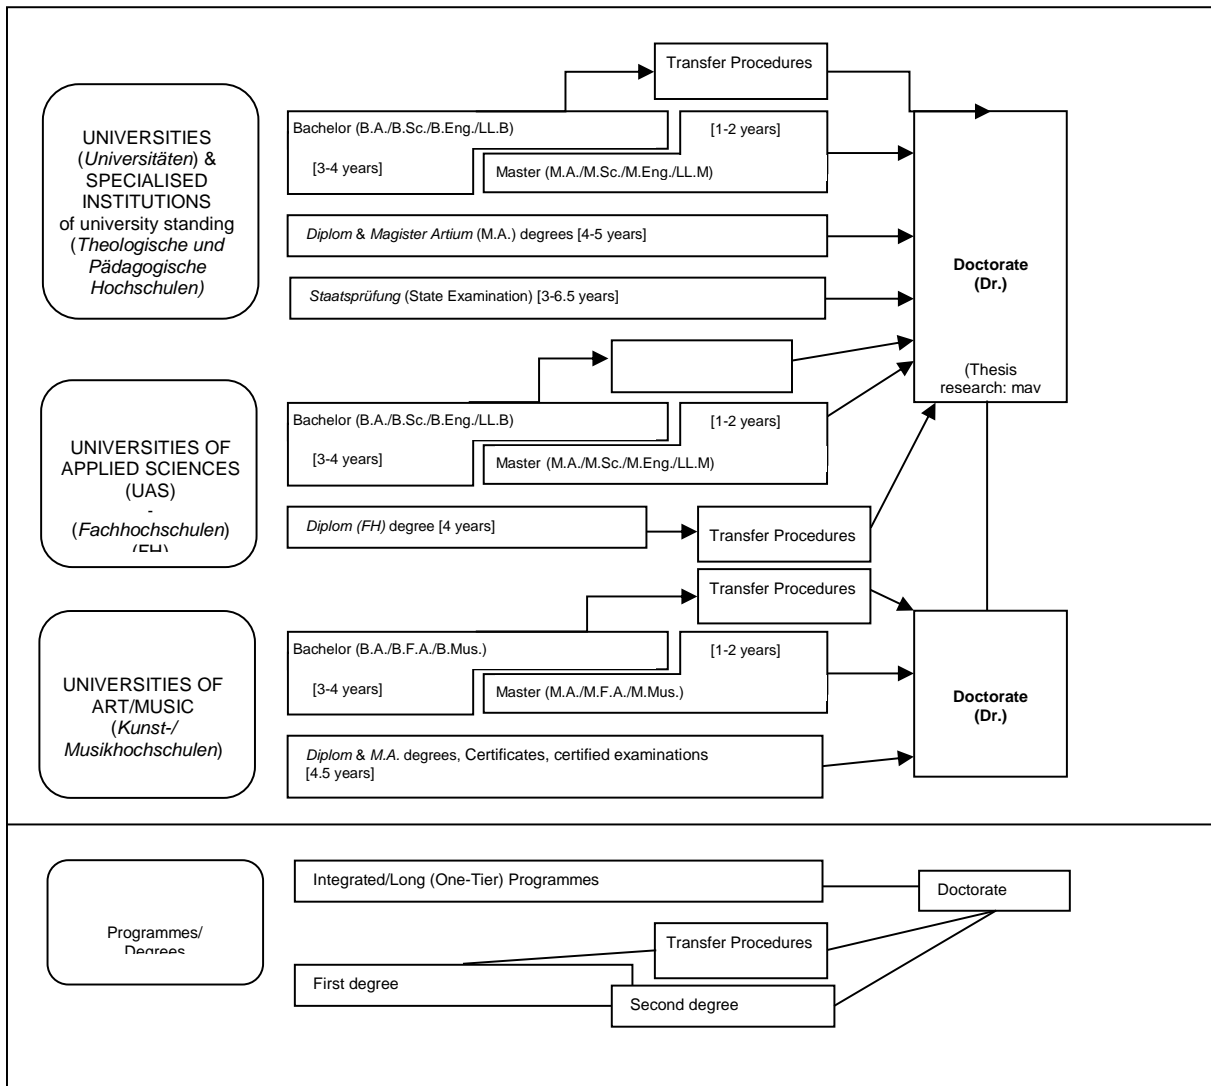 Transfer Procedures
UNIVERSITIES
(Universitäten) &
SPECIALISED
INSTITUTIONS
of university standing
(Theologische und
Pädagogische
Hochschulen)
Bachelor (B.A./B.Sc./B.Eng./LL.B)
[3-4 years]
[1-2 years]
Master (M.A./M.Sc./M.Eng./LL.M)
Diplom & Magister Artium (M.A.) degrees [4-5 years]
Staatsprüfung (State Examination) [3-6.5 years]
Doctorate
(Dr.)
(Thesis
research: may
UNIVERSITIES OF
APPLIED SCIENCES
(UAS)
-
(Fachhochschulen)
(FH)
Bachelor (B.A./B.Sc./B.Eng./LL.B)
[3-4 years]
[1-2 years]
Master (M.A./M.Sc./M.Eng./LL.M)
Diplom (FH) degree [4 years]
Transfer Procedures
Transfer Procedures
UNIVERSITIES OF
ART/MUSIC
(Kunst-/
Musikhochschulen)
Bachelor (B.A./B.F.A./B.Mus.)
[3-4 years]
[1-2 years]
Master (M.A./M.F.A./M.Mus.)
Diplom & M.A. degrees, Certificates, certified examinations
[4.5 years]
Doctorate
(Dr.)
Programmes/
Degrees
Integrated/Long (One-Tier) Programmes
Doctorate
Transfer Procedures
First degree
Second degree